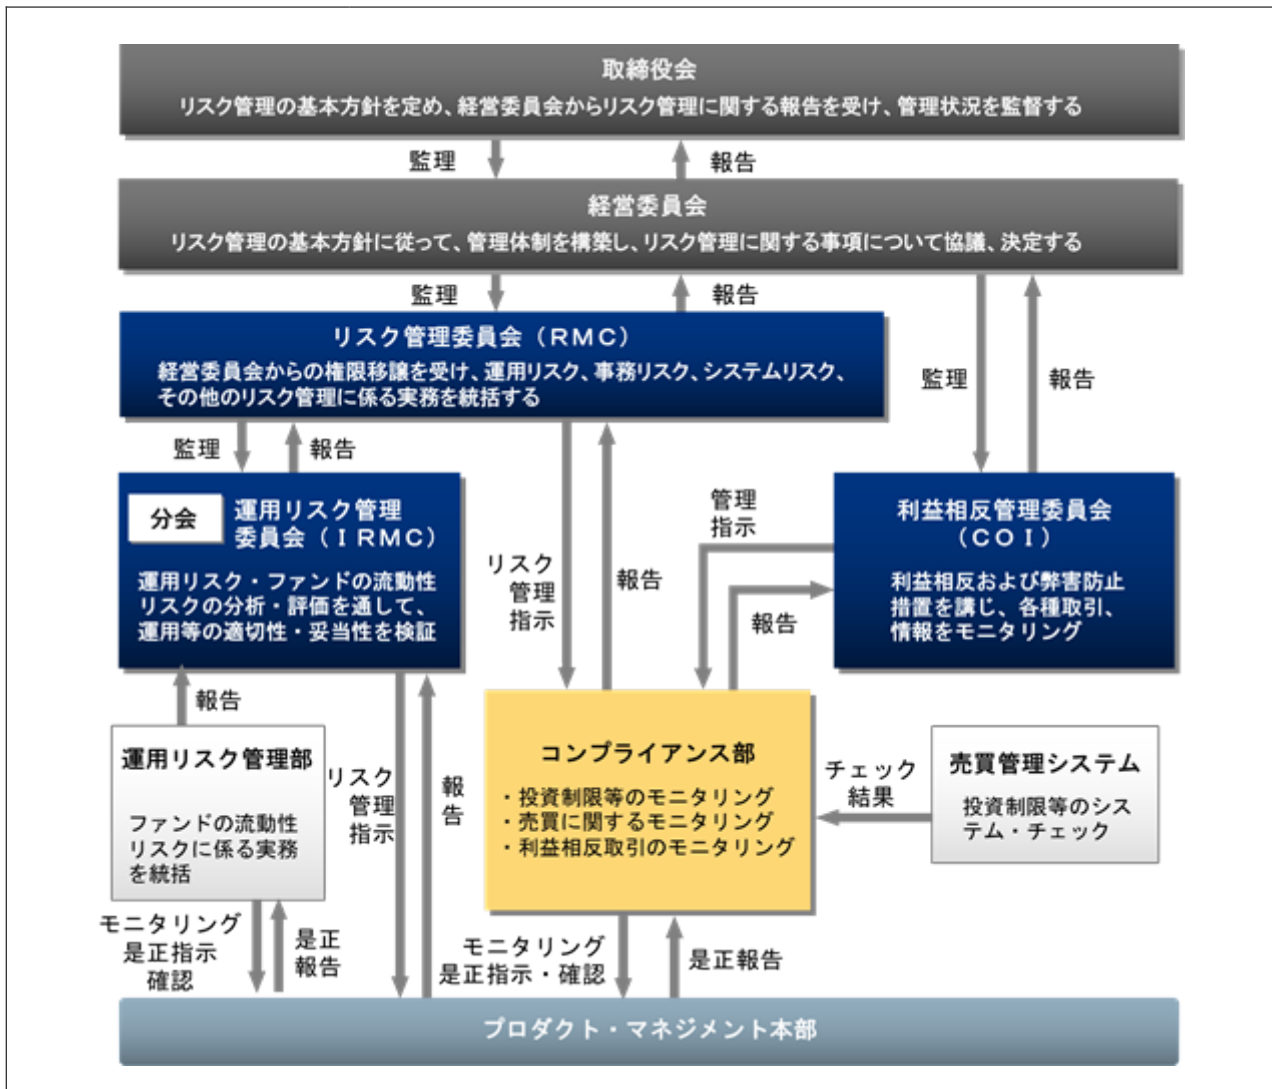 取締役会
リスク管理の基本方針を定め、経営委員会からリスク管理に関する報告を受け、管理状況を監督する
監理
報告
経営委員会
リスク管理の基本方針に従って、管理体制を構築し、リスク管理に関する事項について協議、決定する
監理
報告
リスク管理委員会（ＲＭＣ）
経営委員会からの権限移譲を受け、運用リスク、事務リスク、システムリスク、
その他のリスク管理に係る実務を統括する
監理
報告
監理
報告
分会
運用リスク管理
委員会（ＩＲＭＣ）
運用リスク・ファンドの流動性
リスクの分析・評価を通して、
運用等の適切性・妥当性を検証
リスク
管理
指示
報告
管理
指示
報告
利益相反管理委員会
（ＣＯＩ）
利益相反および弊害防止
措置を講じ、各種取引、
情報をモニタリング
報告
運用リスク管理部
ファンドの流動性
リスクに係る実務
を統括
リスク
管理
指示
報告
コンプライアンス部
・投資制限等のモニタリング
・売買に関するモニタリング
・利益相反取引のモニタリング
チェック
結果
売買管理システム
投資制限等のシス
テム・チェック
モニタリング
是正指示
確認
是正
報告
モニタリング
是正指示・確認
是正報告
プロダクト・マネジメント本部